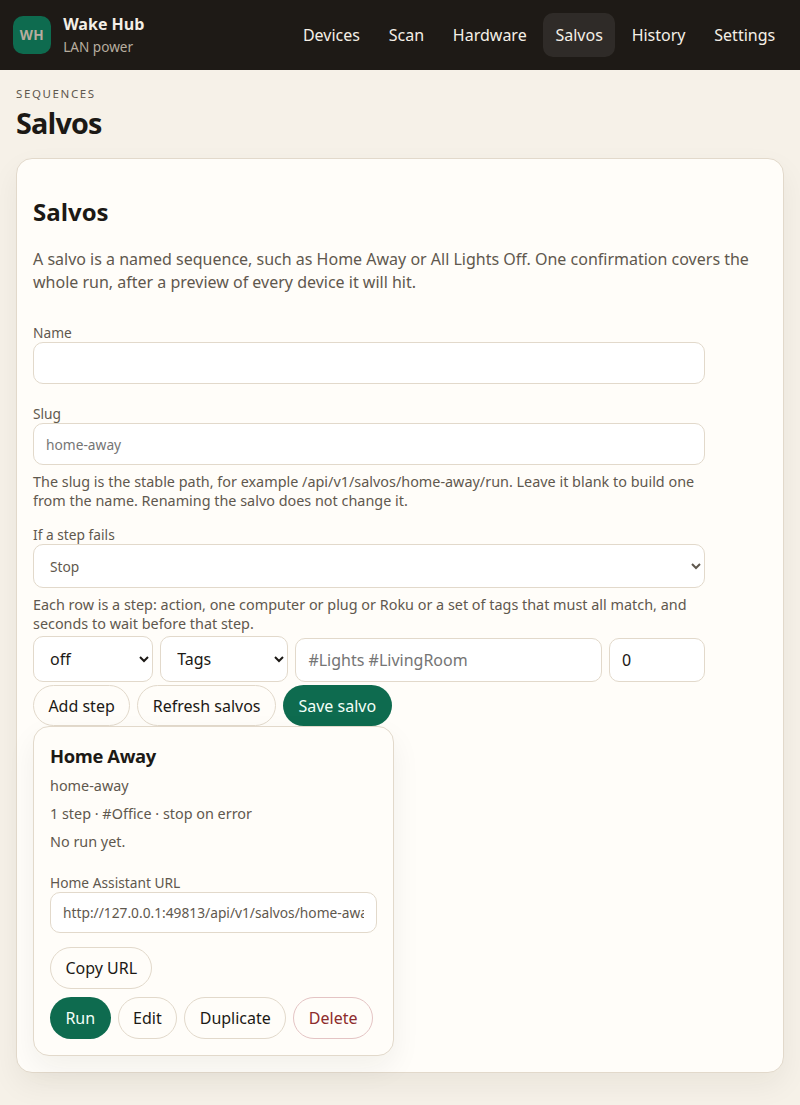 WH
Wake Hub
LAN power
Devices
Scan
Hardware
Salvos
History
Settings
SEQUENCES
Salvos
Salvos
A salvo is a named sequence, such as Home Away or All Lights Off. One confirmation covers the
whole run, after a preview of every device it will hit.
Name
Slug
home-away
The slug is the stable path, for example /api/v1/salvos/home-away/run. Leave it blank to build one
from the name. Renaming the salvo does not change it.
If a step fails
Stop
Each row is a step: action, one computer or plug or Roku or a set of tags that must all match, and
seconds to wait before that step.
off
Tags
#Lights #LivingRoom
0
Add step
Refresh salvos
Save salvo
Home Away
home-away
1 step · #Office · stop on error
No run yet.
Home Assistant URL
http://127.0.0.1:49813/api/v1/salvos/home-awa
Copy URL
Run
Edit
Duplicate
Delete